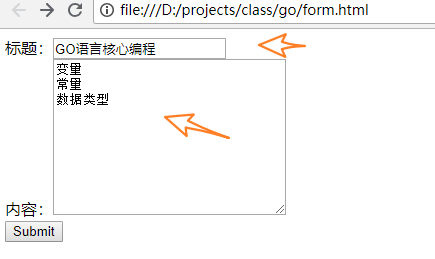 file:///D:/projects/class/go/form.html
标题：GO语言核心编程
变量
常量
数据类型
内容：
Submit